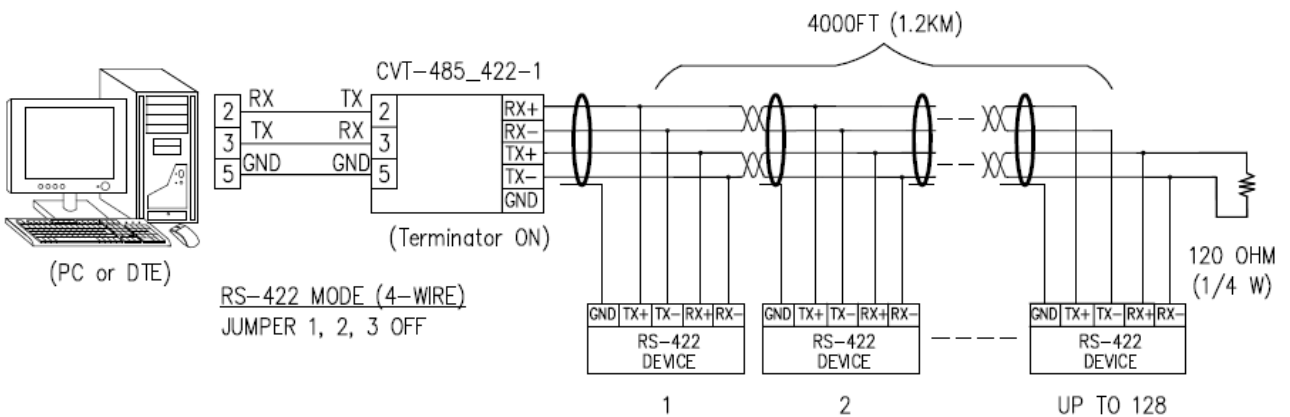 4000FT (1.2KM)
CVT-485_422-1
2 RX TX 2
3 TX RX 3
5 GND GND 5
RX+
RX-
TX+
TX-
GND
(Terminator ON)
(PC or DTE)
RS-422 MODE (4-WIRE)
JUMPER 1, 2, 3 OFF
120 OHM
(1/4 W)
GND TX+ TX- RX+ RX-
RS-422
DEVICE
1
GND TX+ TX- RX+ RX-
RS-422
DEVICE
2
GND TX+ TX- RX+ RX-
RS-422
DEVICE
UP TO 128